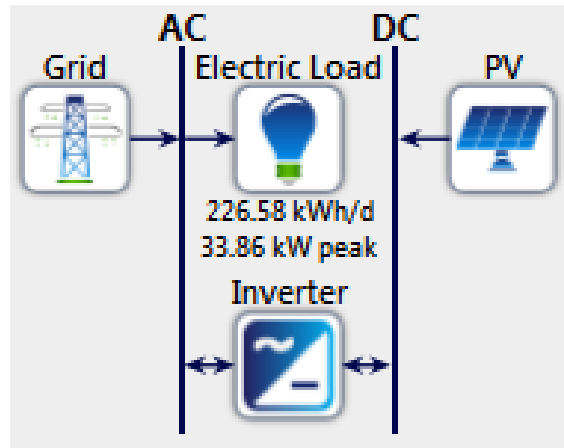 AC DC
Grid Electric Load PV
226.58 kWh/d
33.86 kW peak
Inverter